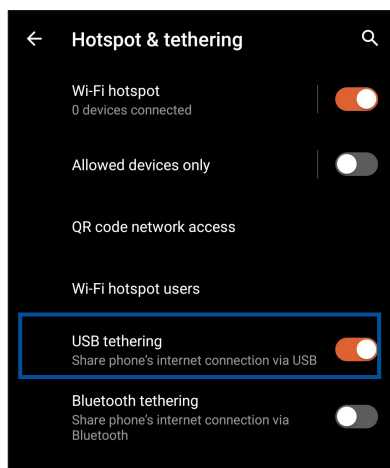 Hotspot & tethering
Wi-Fi hotspot
0 devices connected
Allowed devices only
QR code network access
Wi-Fi hotspot users
USB tethering
Share phone's internet connection via USB
Bluetooth tethering
Share phone's internet connection via
Bluetooth